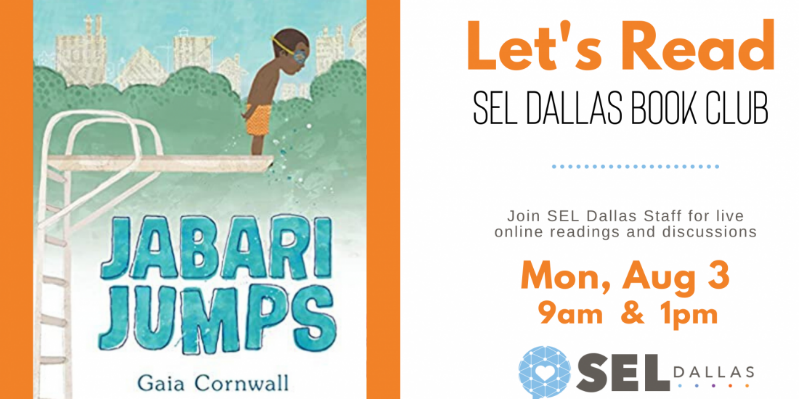 JABARI
JUMPS
Gaia Cornwall
Let's Read
SEL DALLAS BOOK CLUB
Join SEL Dallas Staff for live
online readings and discussions
Mon, Aug 3
9am & 1pm
SEL DALLAS